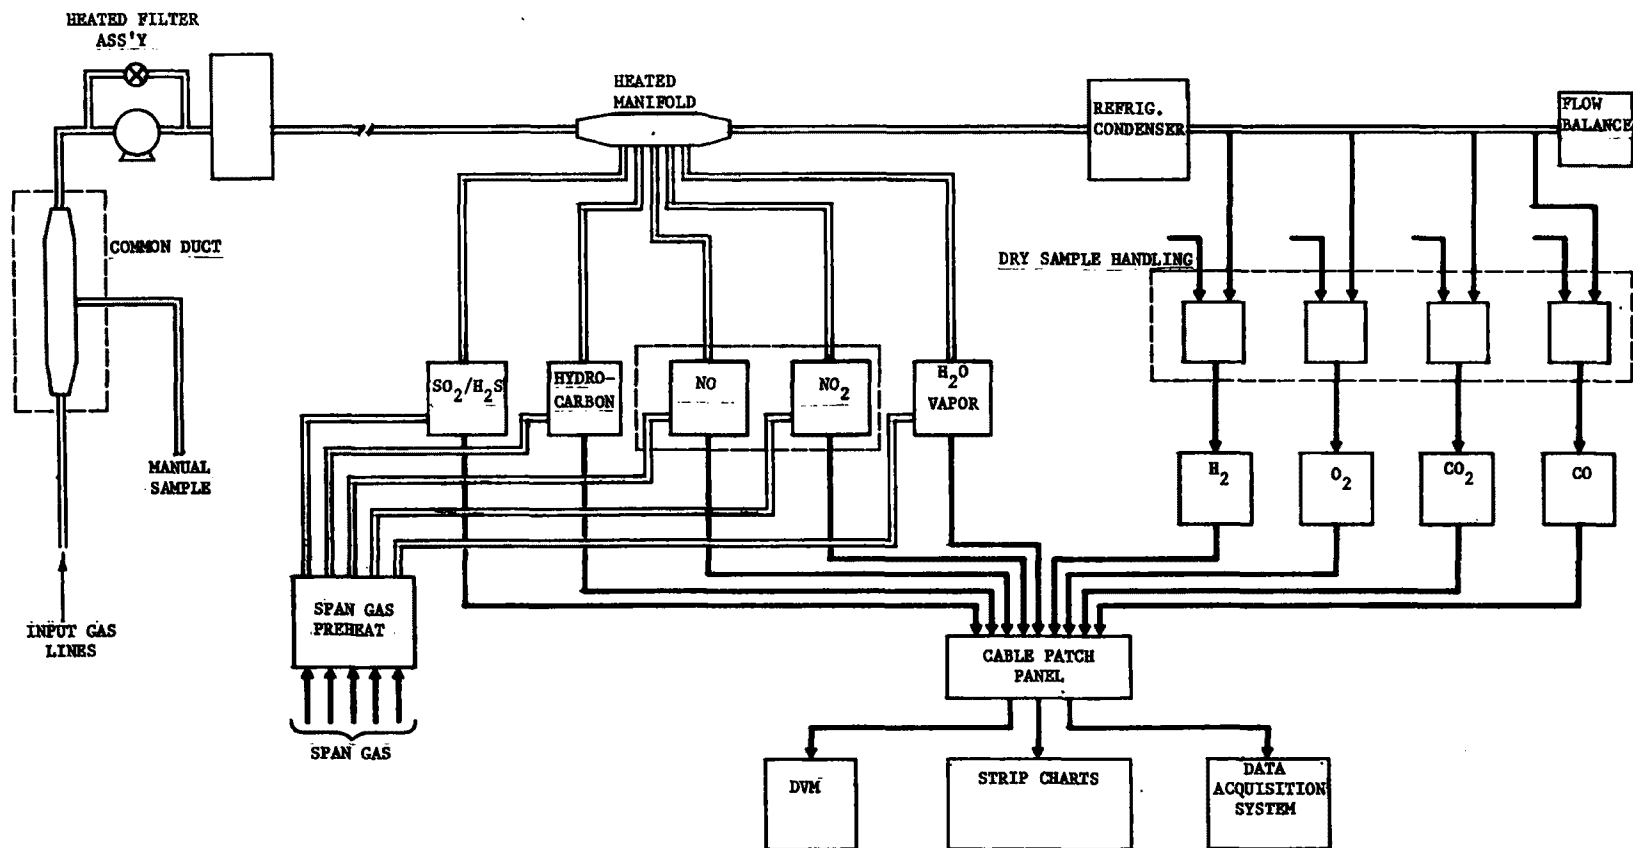 HEATED FILTER
ASS'Y
HEATED
MANIFOLD
REFRIG.
CONDENSER
FLOW
BALANCE
COMMON DUCT
DRY SAMPLE HANDLING
MANUAL
SAMPLE
SO2/H2S
HYDRO-
CARBON
NO
NO2
H2O
VAPOR
H2
O2
CO2
CO
INPUT GAS
LINES
SPAN GAS
PREHEAT
SPAN GAS
CABLE PATCH
PANEL
DVM
STRIP CHARTS
DATA
ACQUISITION
SYSTEM